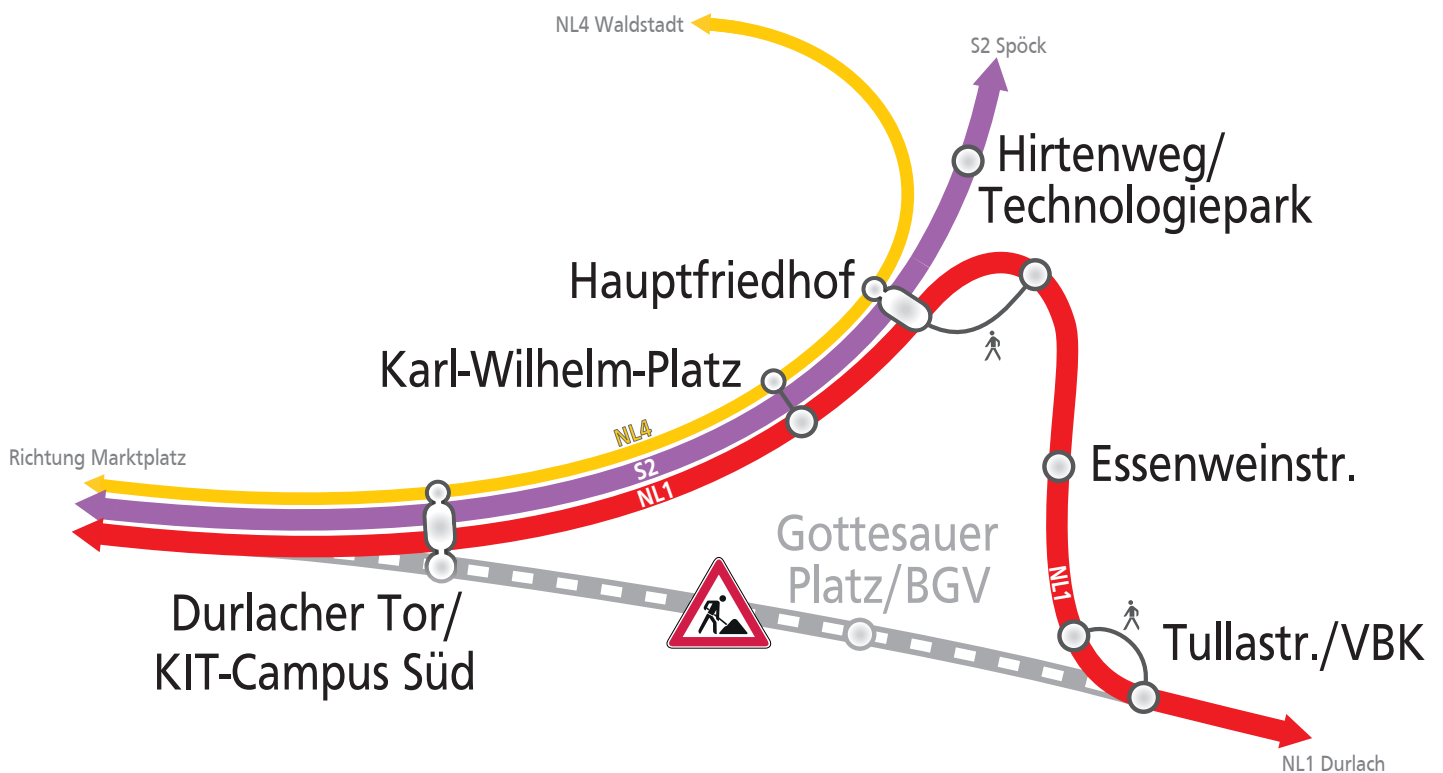 NL4 Waldstadt
S2 Spöck
Hirtenweg/
Technologiepark
Hauptfriedhof
Karl-Wilhelm-Platz
NL4
Richtung Marktplatz
S2
NL1
Essenweinstr.
Gottesauer
Platz/BGV
NL1
Durlacher Tor/
KIT-Campus Süd
Tullastr./VBK
NL1 Durlach